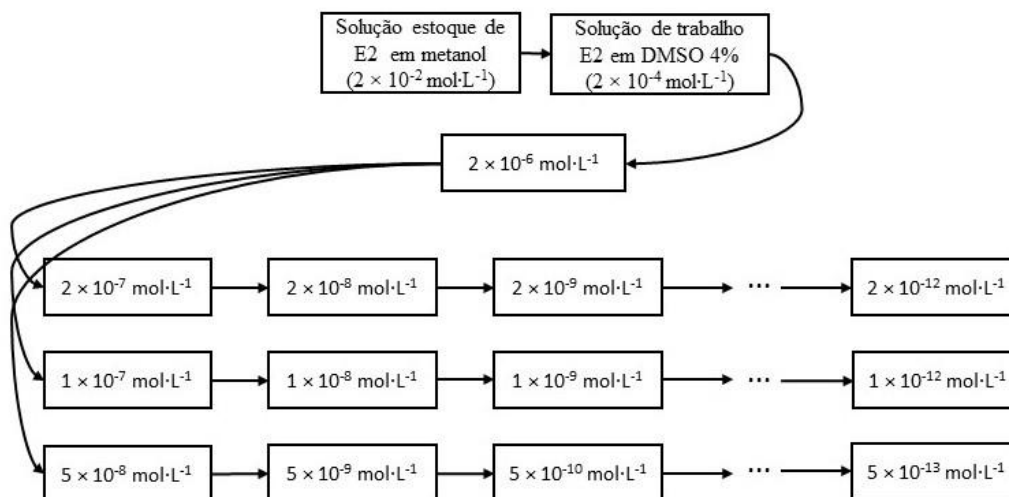 Solução estoque de
E2 em metanol
(2 × 10⁻² mol·L⁻¹)
Solução de trabalho
E2 em DMSO 4%
(2 × 10⁻⁴ mol·L⁻¹)
2 × 10⁻⁶ mol·L⁻¹
2 × 10⁻⁷ mol·L⁻¹ 2 × 10⁻⁸ mol·L⁻¹ 2 × 10⁻⁹ mol·L⁻¹ ... 2 × 10⁻¹² mol·L⁻¹
1 × 10⁻⁷ mol·L⁻¹ 1 × 10⁻⁸ mol·L⁻¹ 1 × 10⁻⁹ mol·L⁻¹ ... 1 × 10⁻¹² mol·L⁻¹
5 × 10⁻⁸ mol·L⁻¹ 5 × 10⁻⁹ mol·L⁻¹ 5 × 10⁻¹⁰ mol·L⁻¹ ... 5 × 10⁻¹³ mol·L⁻¹